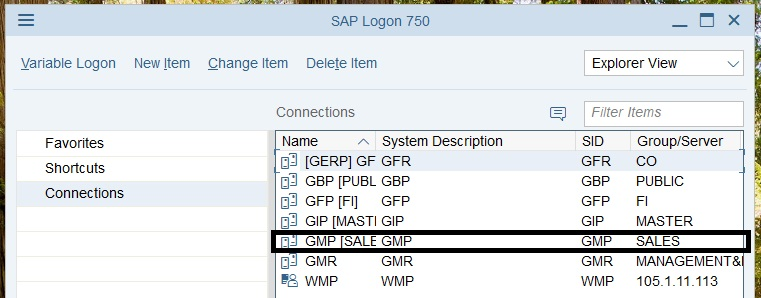 SAP Logon 750
Variable Logon New Item Change Item Delete Item Explorer View
Connections Filter Items
Favorites
Shortcuts
Connections
Name System Description SID Group/Server
[GERP] GF GFR GFR CO
GBP [PUBL GBP GBP PUBLIC
GFP [FI] GFP GFP FI
GIP [MAST GIP GIP MASTER
GMP [SALE GMP GMP SALES
GMR GMR GMR MANAGEMENT&
WMP WMP 105.1.11.113